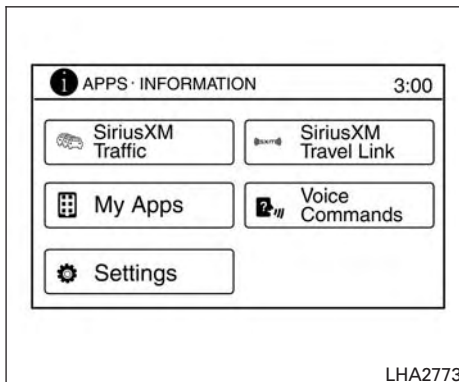 i APPS · INFORMATION 3:00
SiriusXM
Traffic
SiriusXM
Travel Link
My Apps
?
Voice
Commands
Settings
LHA2773